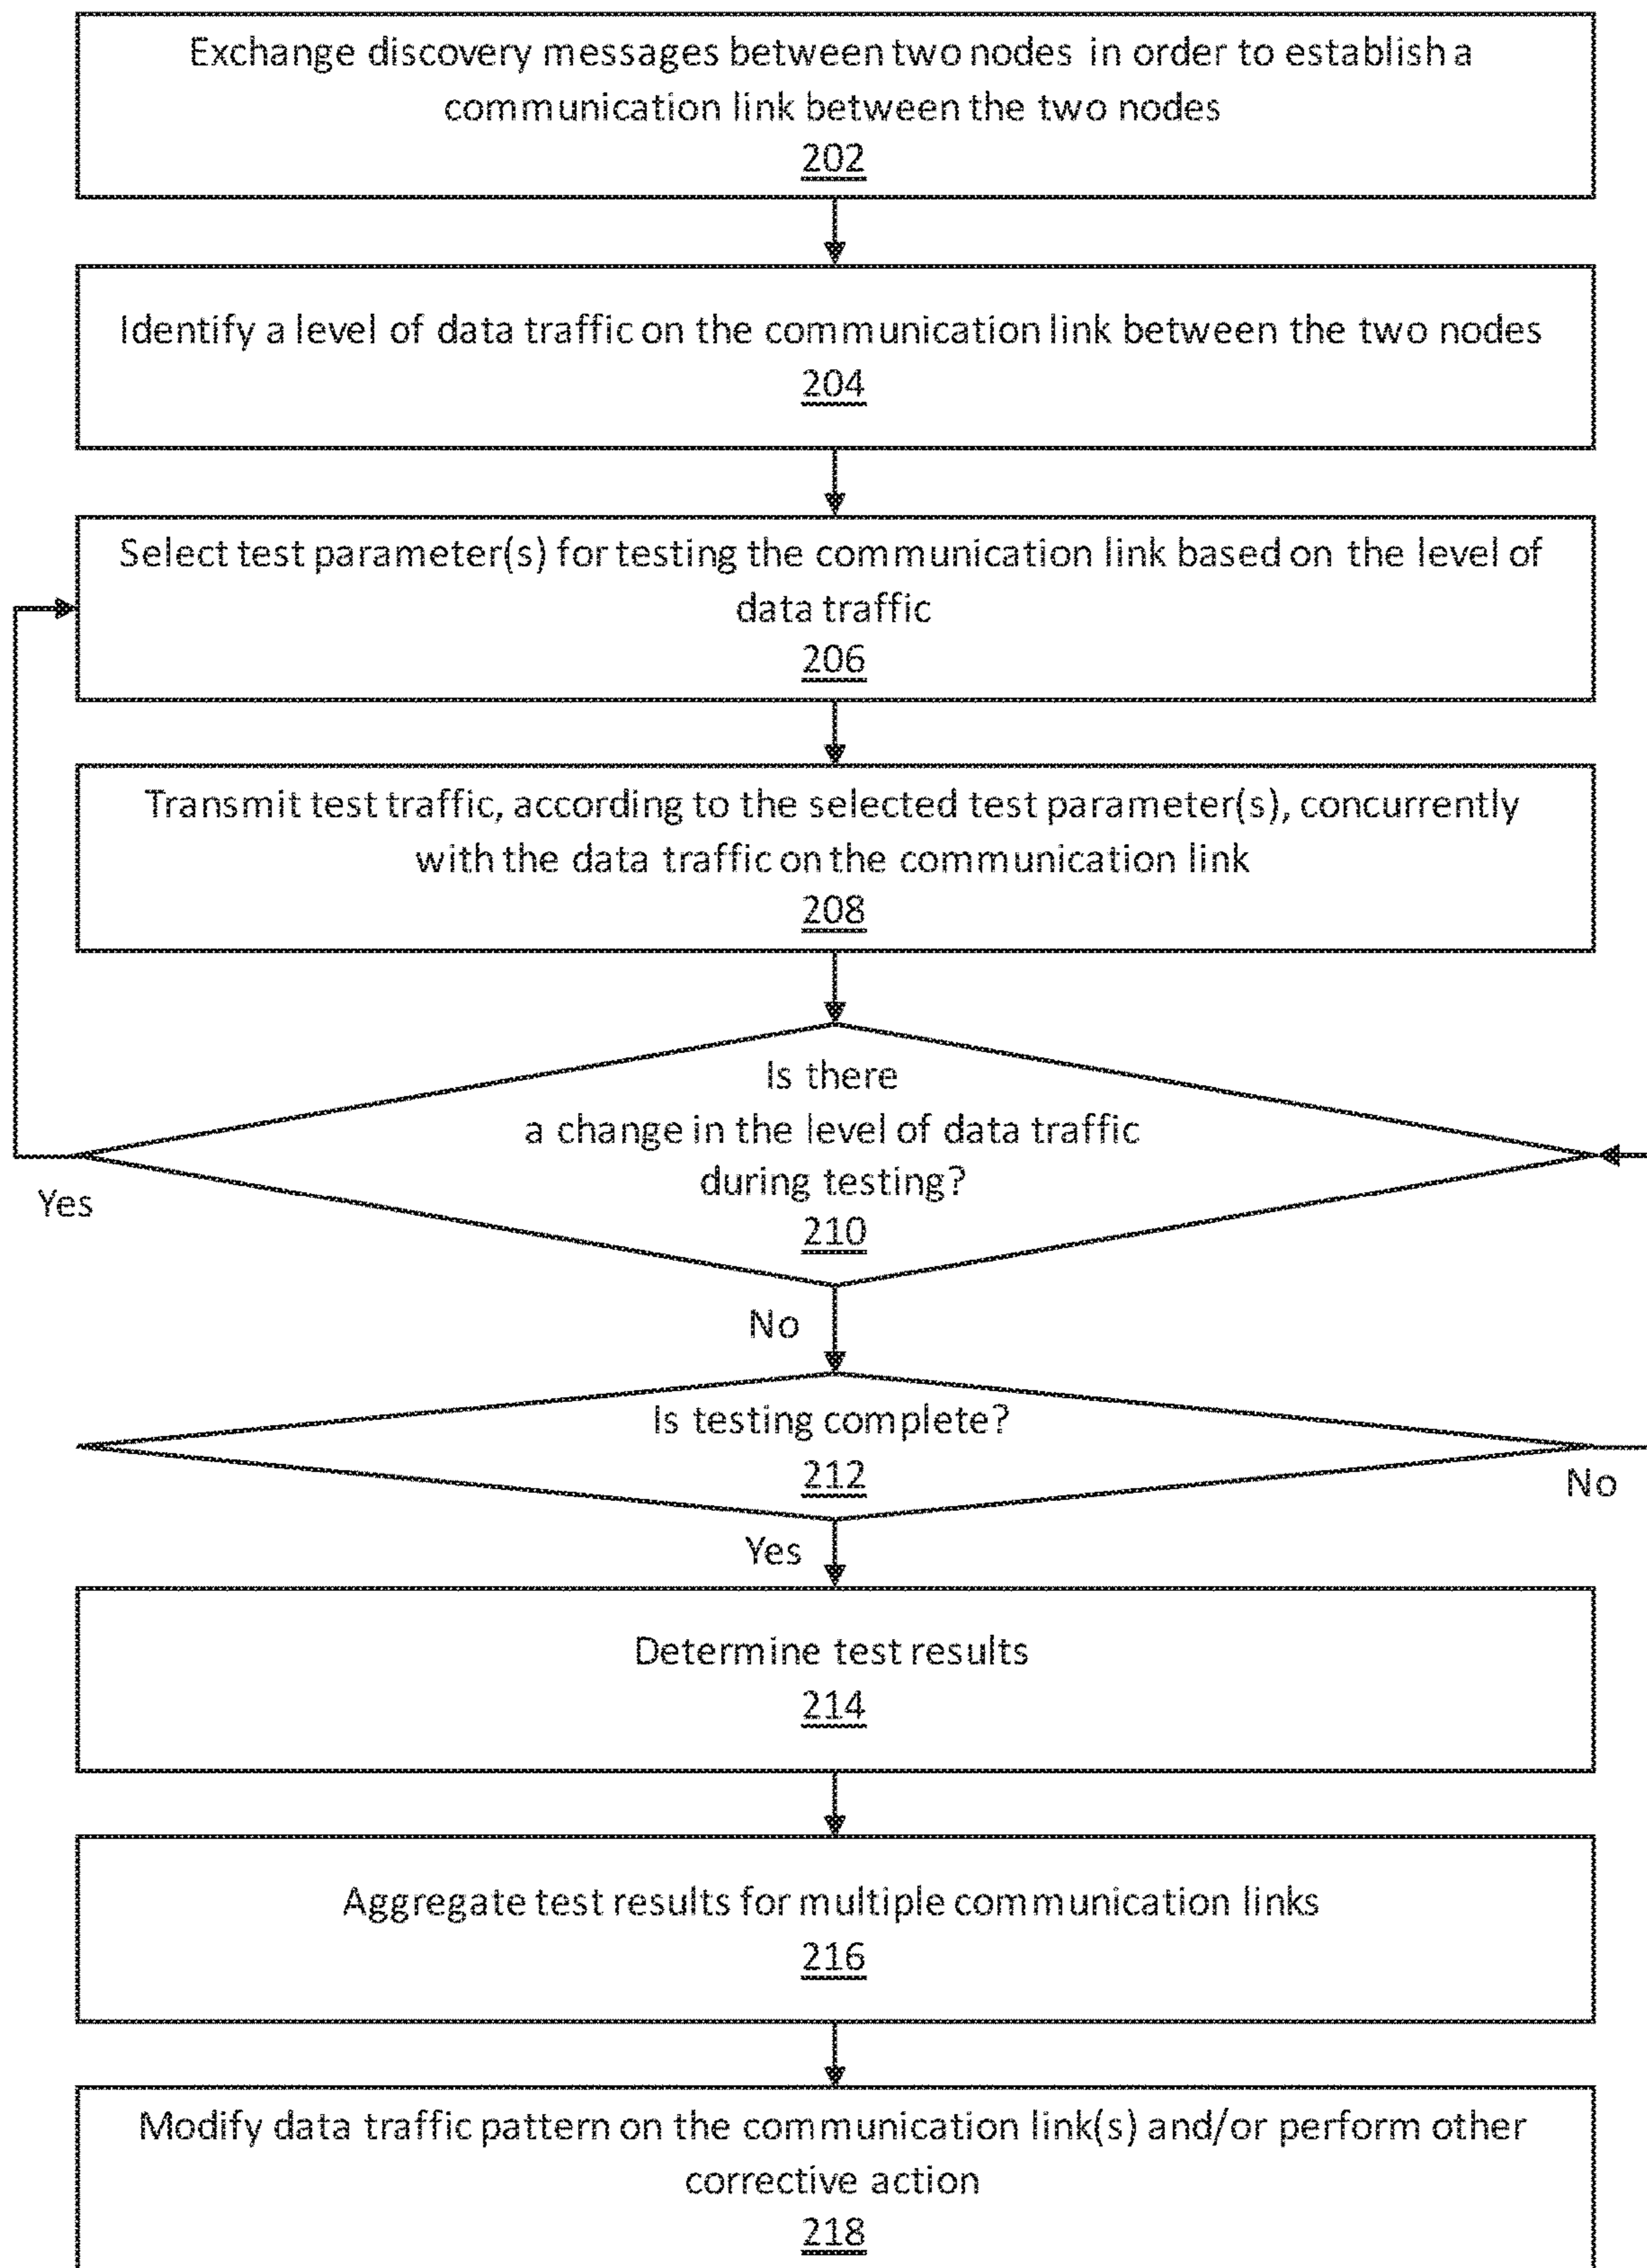 Exchange discovery messages between two nodes in order to establish a
communication link between the two nodes
202
Identify a level of data traffic on the communication link between the two nodes
204
Select test parameter(s) for testing the communication link based on the level of
data traffic
206
Transmit test traffic, according to the selected test parameter(s), concurrently
with the data traffic on the communication link
208
Is there
a change in the level of data traffic
during testing?
210
Yes
No
Is testing complete?
212
No
Yes
Determine test results
214
Aggregate test results for multiple communication links
216
Modify data traffic pattern on the communication link(s) and/or perform other
corrective action
218